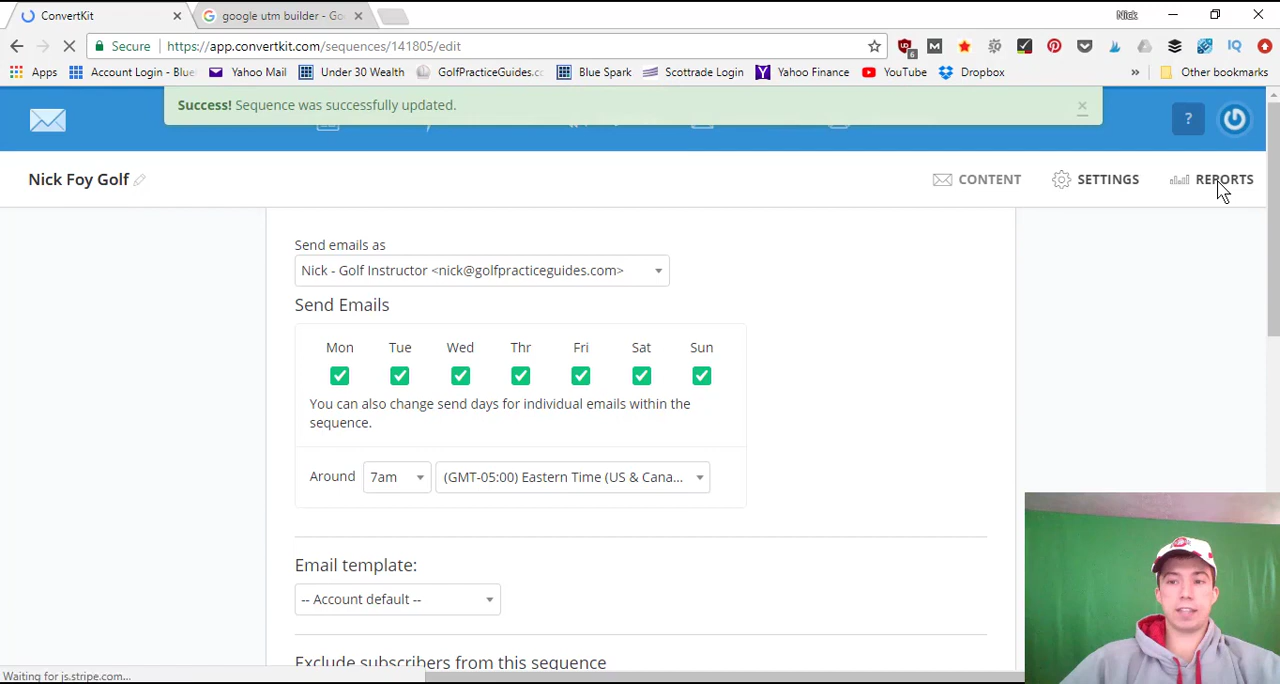 ConvertKit
google utm builder - Go
Nick
Secure
https://app.convertkit.com/sequences/141805/edit
6
M
IQ
Apps
Account Login - Blue
Yahoo Mail
Under 30 Wealth
GolfPracticeGuides.cc
Blue Spark
Scottrade Login
Yahoo Finance
YouTube
Dropbox
»
Other bookmarks
Success! Sequence was successfully updated.
×
?
Nick Foy Golf
CONTENT
SETTINGS
REPORTS
Send emails as
Nick - Golf Instructor <nick@golfpracticeguides.com>
Send Emails
Mon Tue Wed Thr Fri Sat Sun
You can also change send days for individual emails within the
sequence.
Around 7am (GMT-05:00) Eastern Time (US & Cana...
Email template:
-- Account default --
Exclude subscribers from this sequence
Waiting for js.stripe.com...